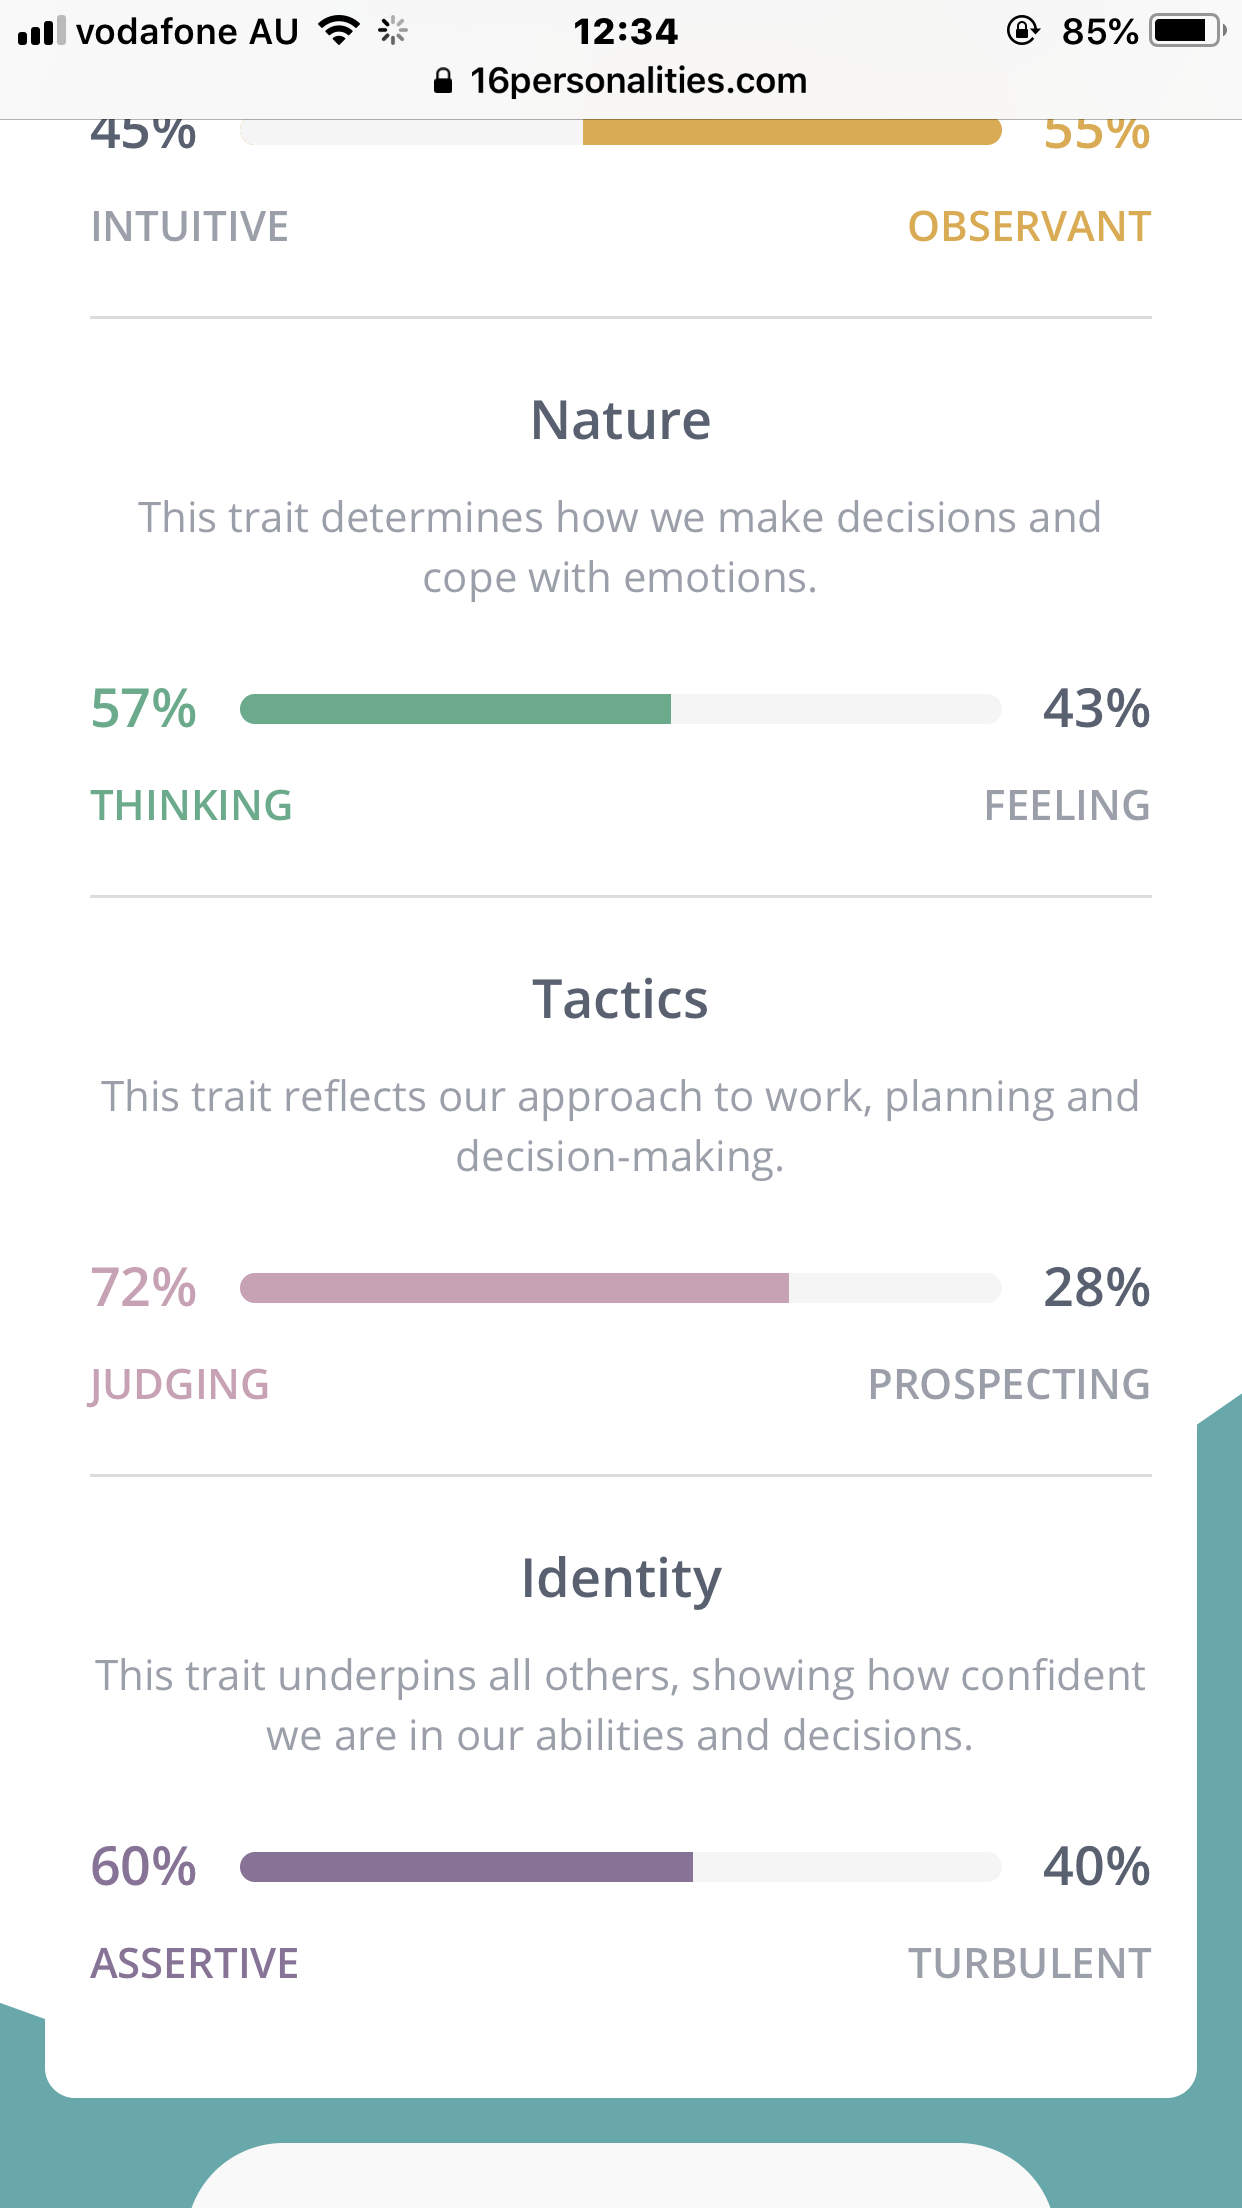 vodafone AU 12:34 85%
16personalities.com
45% 55%
INTUITIVE OBSERVANT
Nature
This trait determines how we make decisions and
cope with emotions.
57% 43%
THINKING FEELING
Tactics
This trait reflects our approach to work, planning and
decision-making.
72% 28%
JUDGING PROSPECTING
Identity
This trait underpins all others, showing how confident
we are in our abilities and decisions.
60% 40%
ASSERTIVE TURBULENT